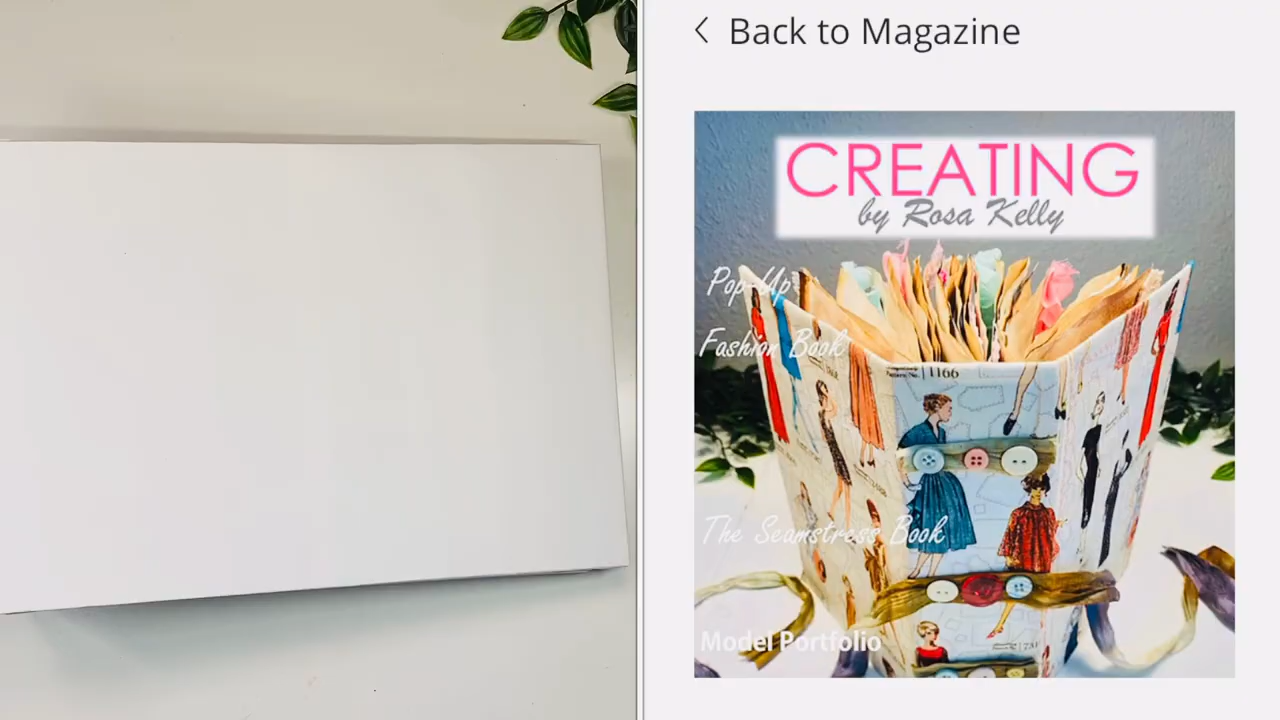 Back to Magazine
CREATING
by Rosa Kelly
Pop-Up
Fashion Book
1166
The Seamstress Book
Model Portfolio